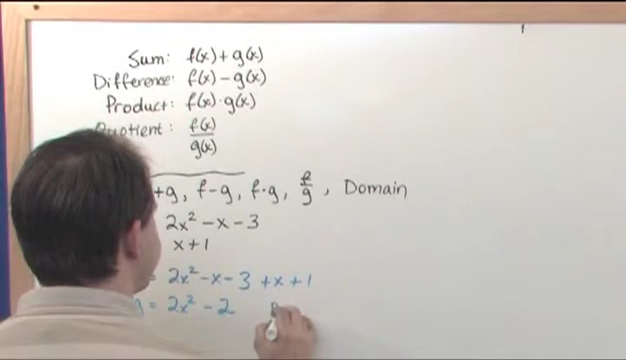 Sum: f(x) + g(x)
Difference: f(x) - g(x)
Product: f(x) · g(x)
Quotient: f(x)/g(x)
+g, f-g, f·g, f/g, Domain
2x² - x - 3
x + 1
= 2x² - x - 3 + x + 1
= 2x² - 2